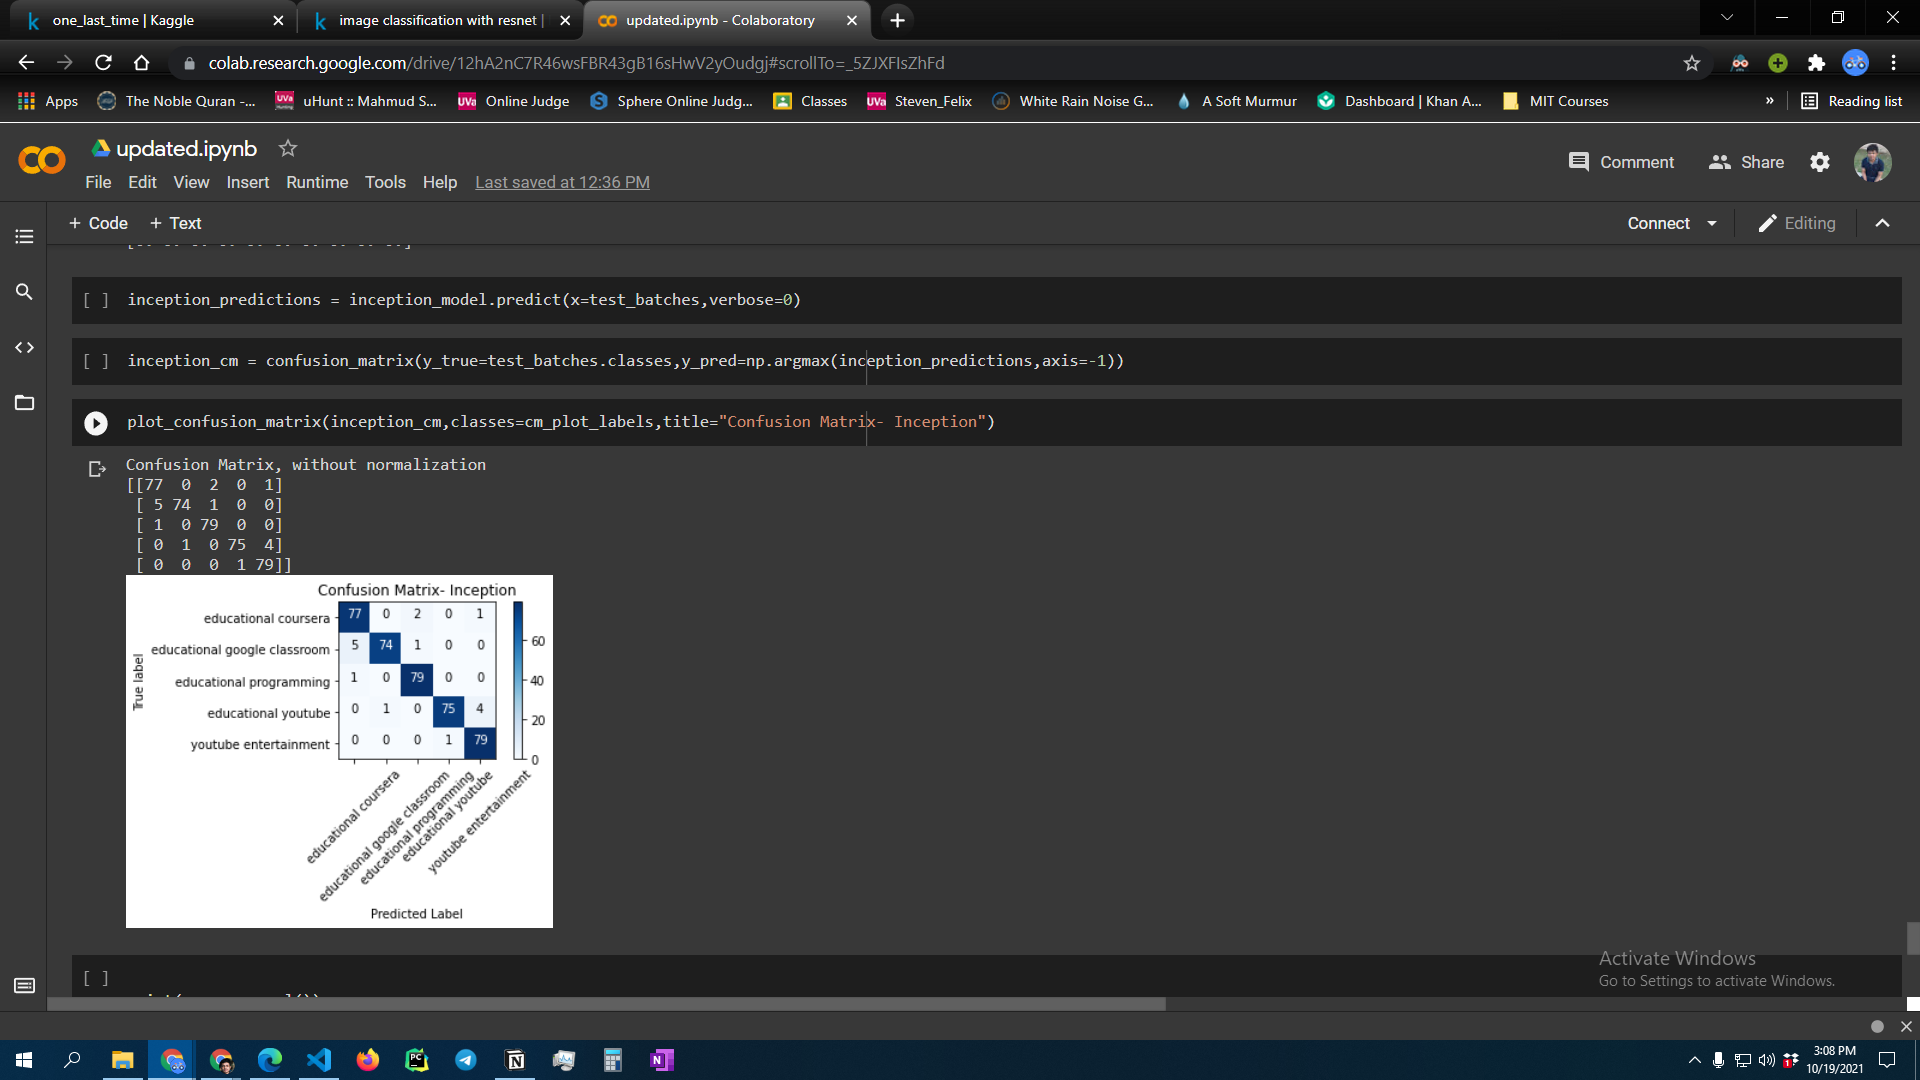 one_last_time | Kaggle
image classification with resnet |
updated.ipynb - Colaboratory
colab.research.google.com/drive/12hA2nC7R46wsFBR43gB16sHwV2yOudgj#scrollTo=_5ZJXFIsZhFd
Apps
The Noble Quran -...
uHunt :: Mahmud S...
Online Judge
Sphere Online Judg...
Classes
Steven_Felix
White Rain Noise G...
A Soft Murmur
Dashboard | Khan A...
MIT Courses
»
Reading list
updated.ipynb
Comment
Share
File Edit View Insert Runtime Tools Help Last saved at 12:36 PM
+ Code + Text
Connect
Editing
[ ] inception_predictions = inception_model.predict(x=test_batches,verbose=0)
[ ] inception_cm = confusion_matrix(y_true=test_batches.classes,y_pred=np.argmax(inception_predictions,axis=-1))
plot_confusion_matrix(inception_cm,classes=cm_plot_labels,title="Confusion Matrix- Inception")
Confusion Matrix, without normalization
[[77 0 2 0 1]
[ 5 74 1 0 0]
[ 1 0 79 0 0]
[ 0 1 0 75 4]
[ 0 0 0 1 79]]
Confusion Matrix- Inception
True label
educational coursera 77 0 2 0 1
educational google classroom 5 74 1 0 0
educational programming 1 0 79 0 0
educational youtube 0 1 0 75 4
youtube entertainment 0 0 0 1 79
60
40
20
0
educational coursera
educational google classroom
educational programming
educational youtube
youtube entertainment
Predicted Label
[ ]
Activate Windows
Go to Settings to activate Windows.
3:08 PM
10/19/2021